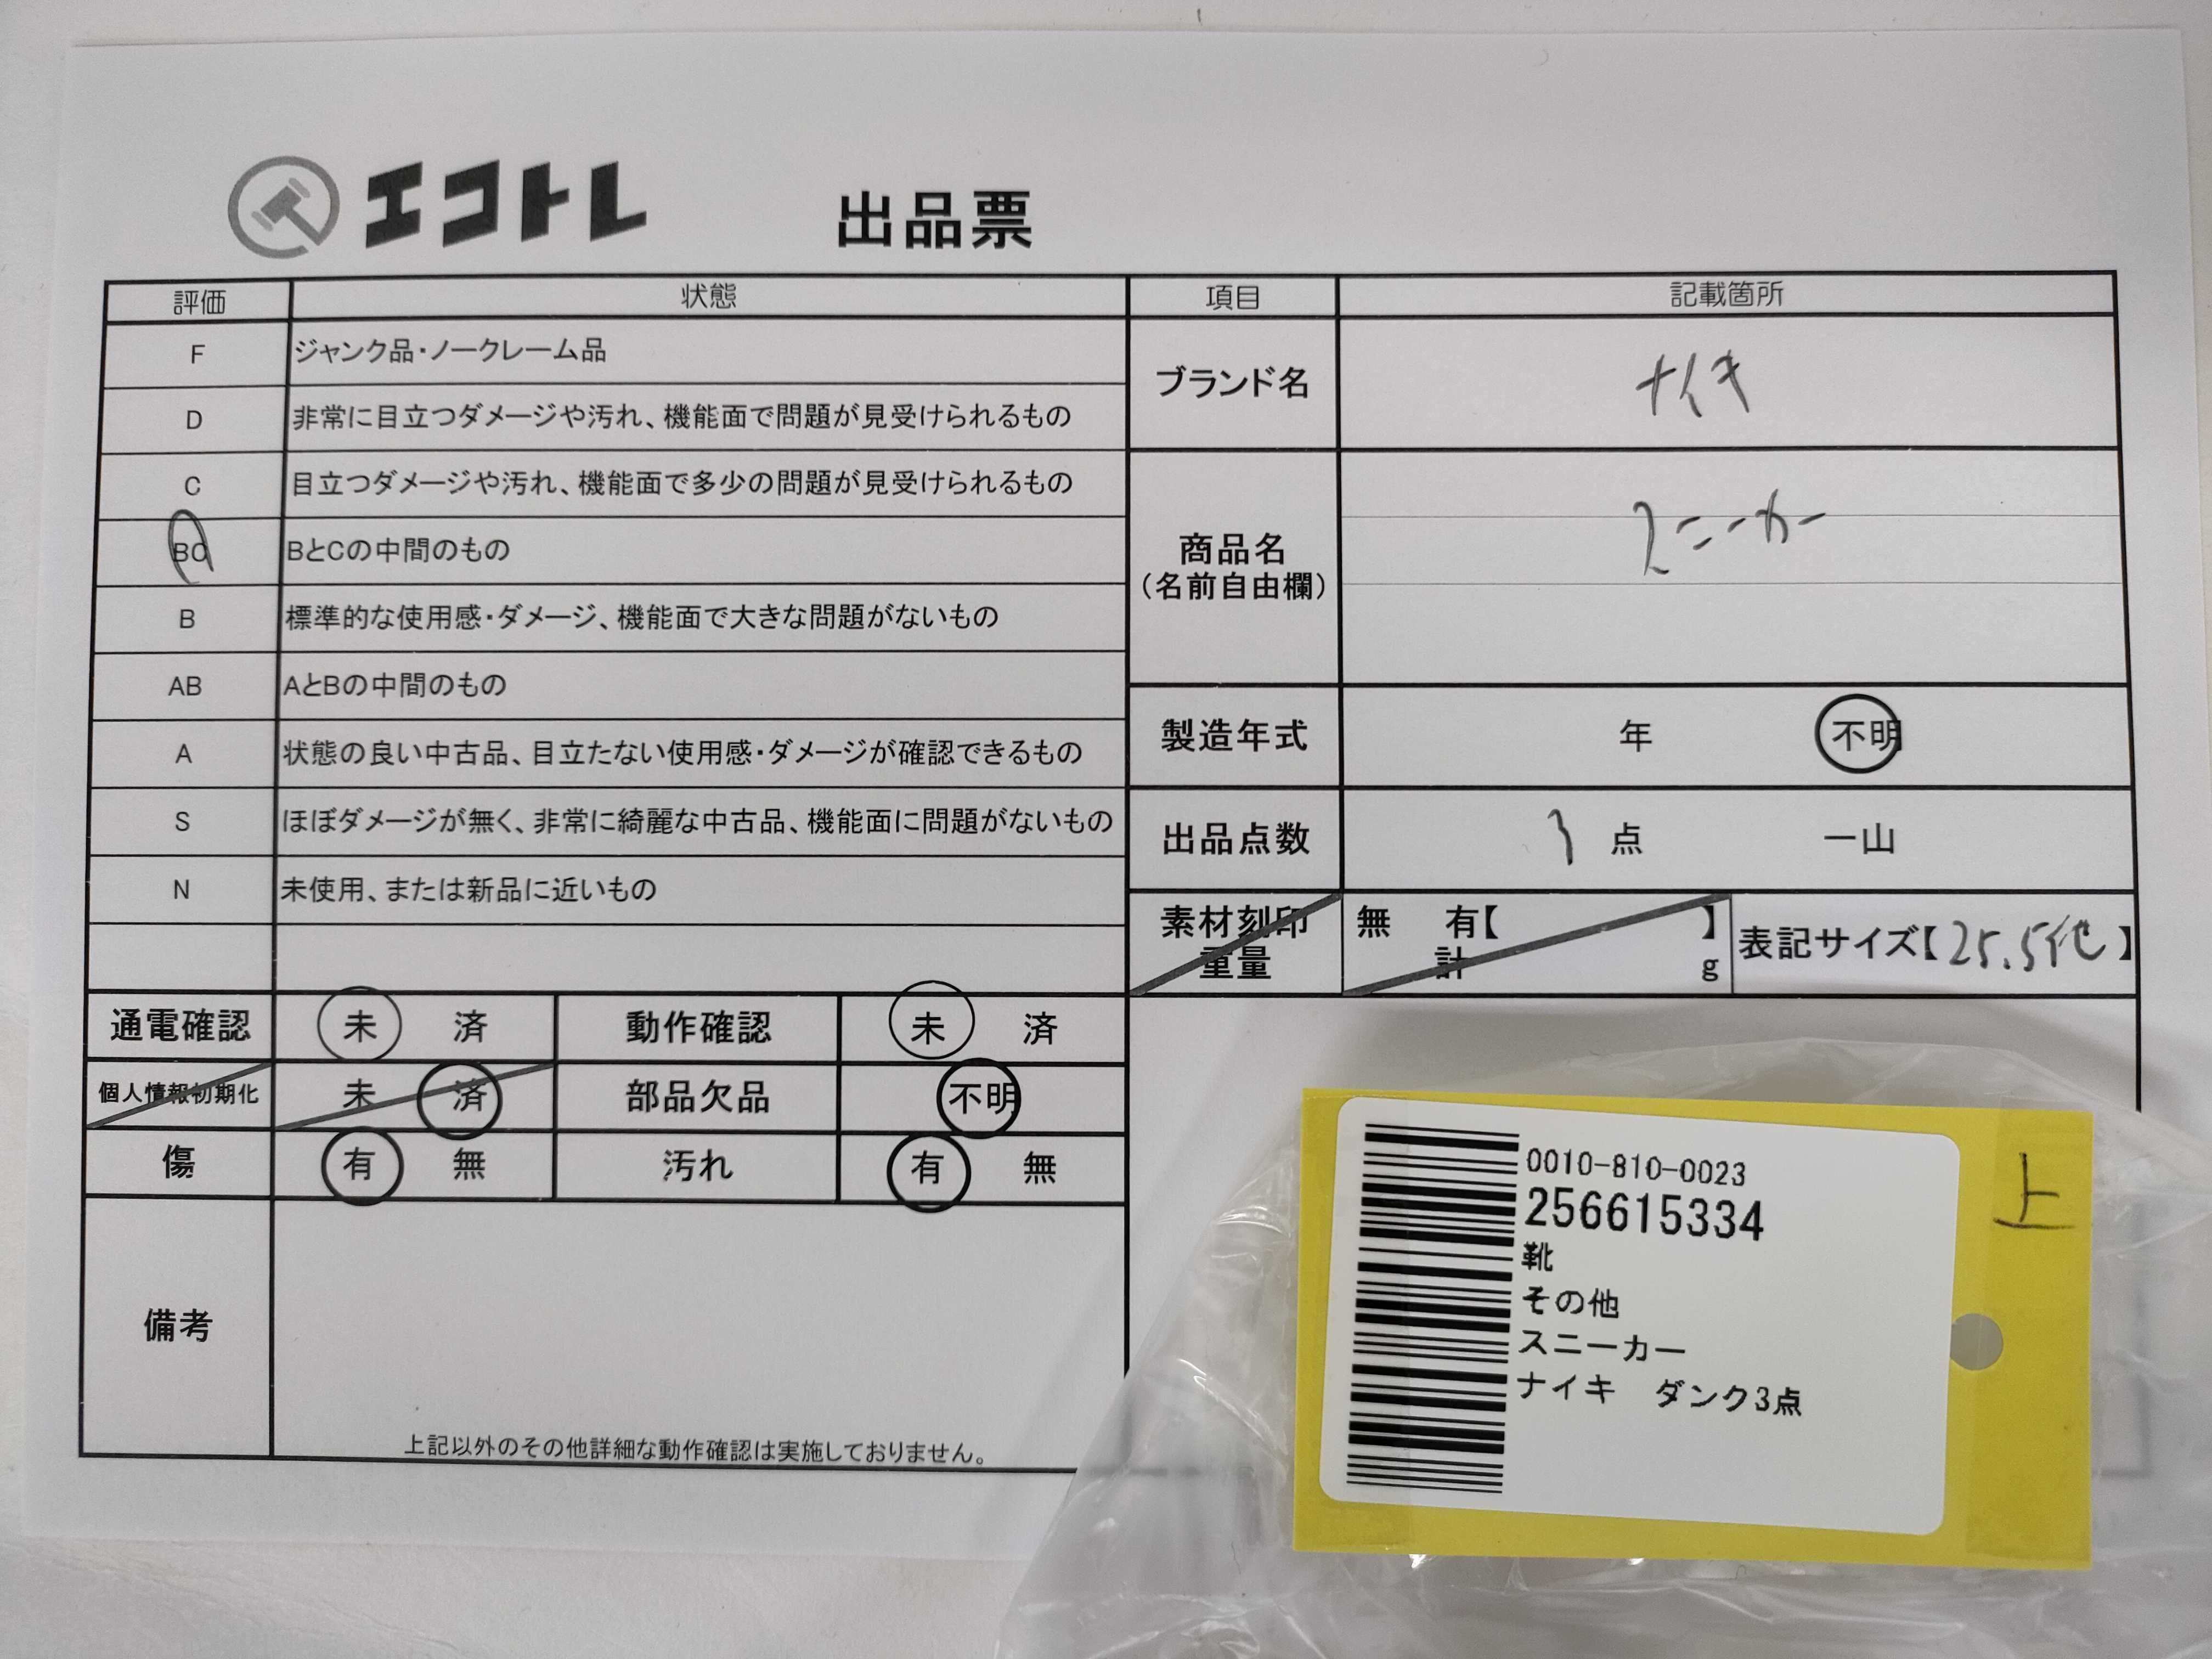 エコトレ 出品票
評価 状態 項目 記載箇所
F ジャンク品・ノークレーム品
D 非常に目立つダメージや汚れ、機能面で問題が見受けられるもの
C 目立つダメージや汚れ、機能面で多少の問題が見受けられるもの
BC BとCの中間のもの
B 標準的な使用感・ダメージ、機能面で大きな問題がないもの
AB AとBの中間のもの
A 状態の良い中古品、目立たない使用感・ダメージが確認できるもの
S ほぼダメージが無く、非常に綺麗な中古品、機能面に問題がないもの
N 未使用、または新品に近いもの
ブランド名 ナイキ
商品名 スニーカー
(名前自由欄)
製造年式 年 不明
出品点数 点 一山
素材刻印 無 有【 】
重量 計 g
表記サイズ【25.5他】
通電確認 未 済 動作確認 未 済
個人情報初期化 未 済 部品欠品 不明
傷 有 無 汚れ 有 無
備考
上記以外のその他詳細な動作確認は実施しておりません。
0010-810-0023
256615334
靴
その他
スニーカー
ナイキ ダンク3点
上